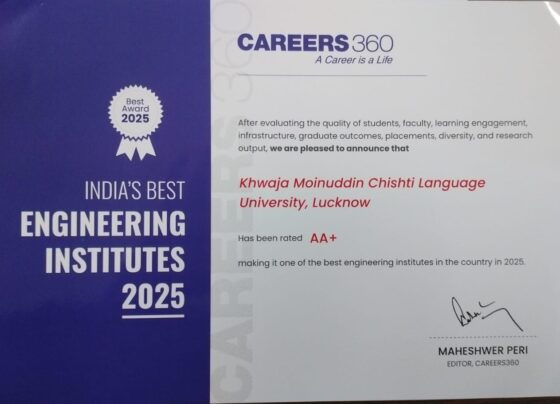 Best
Award
2025
INDIA'S BEST
ENGINEERING
INSTITUTES
2025
CAREERS360
CAREERS360
A Career is a Life
After evaluating the quality of students, faculty, learning engagement,
infrastructure, graduate outcomes, placements, diversity, and research
output, we are pleased to announce that
Khwaja Moinuddin Chishti Language
University, Lucknow
Has been rated AA+
making it one of the best engineering institutes in the country in 2025.
MAHESHWER PERI
EDITOR, CAREERS360